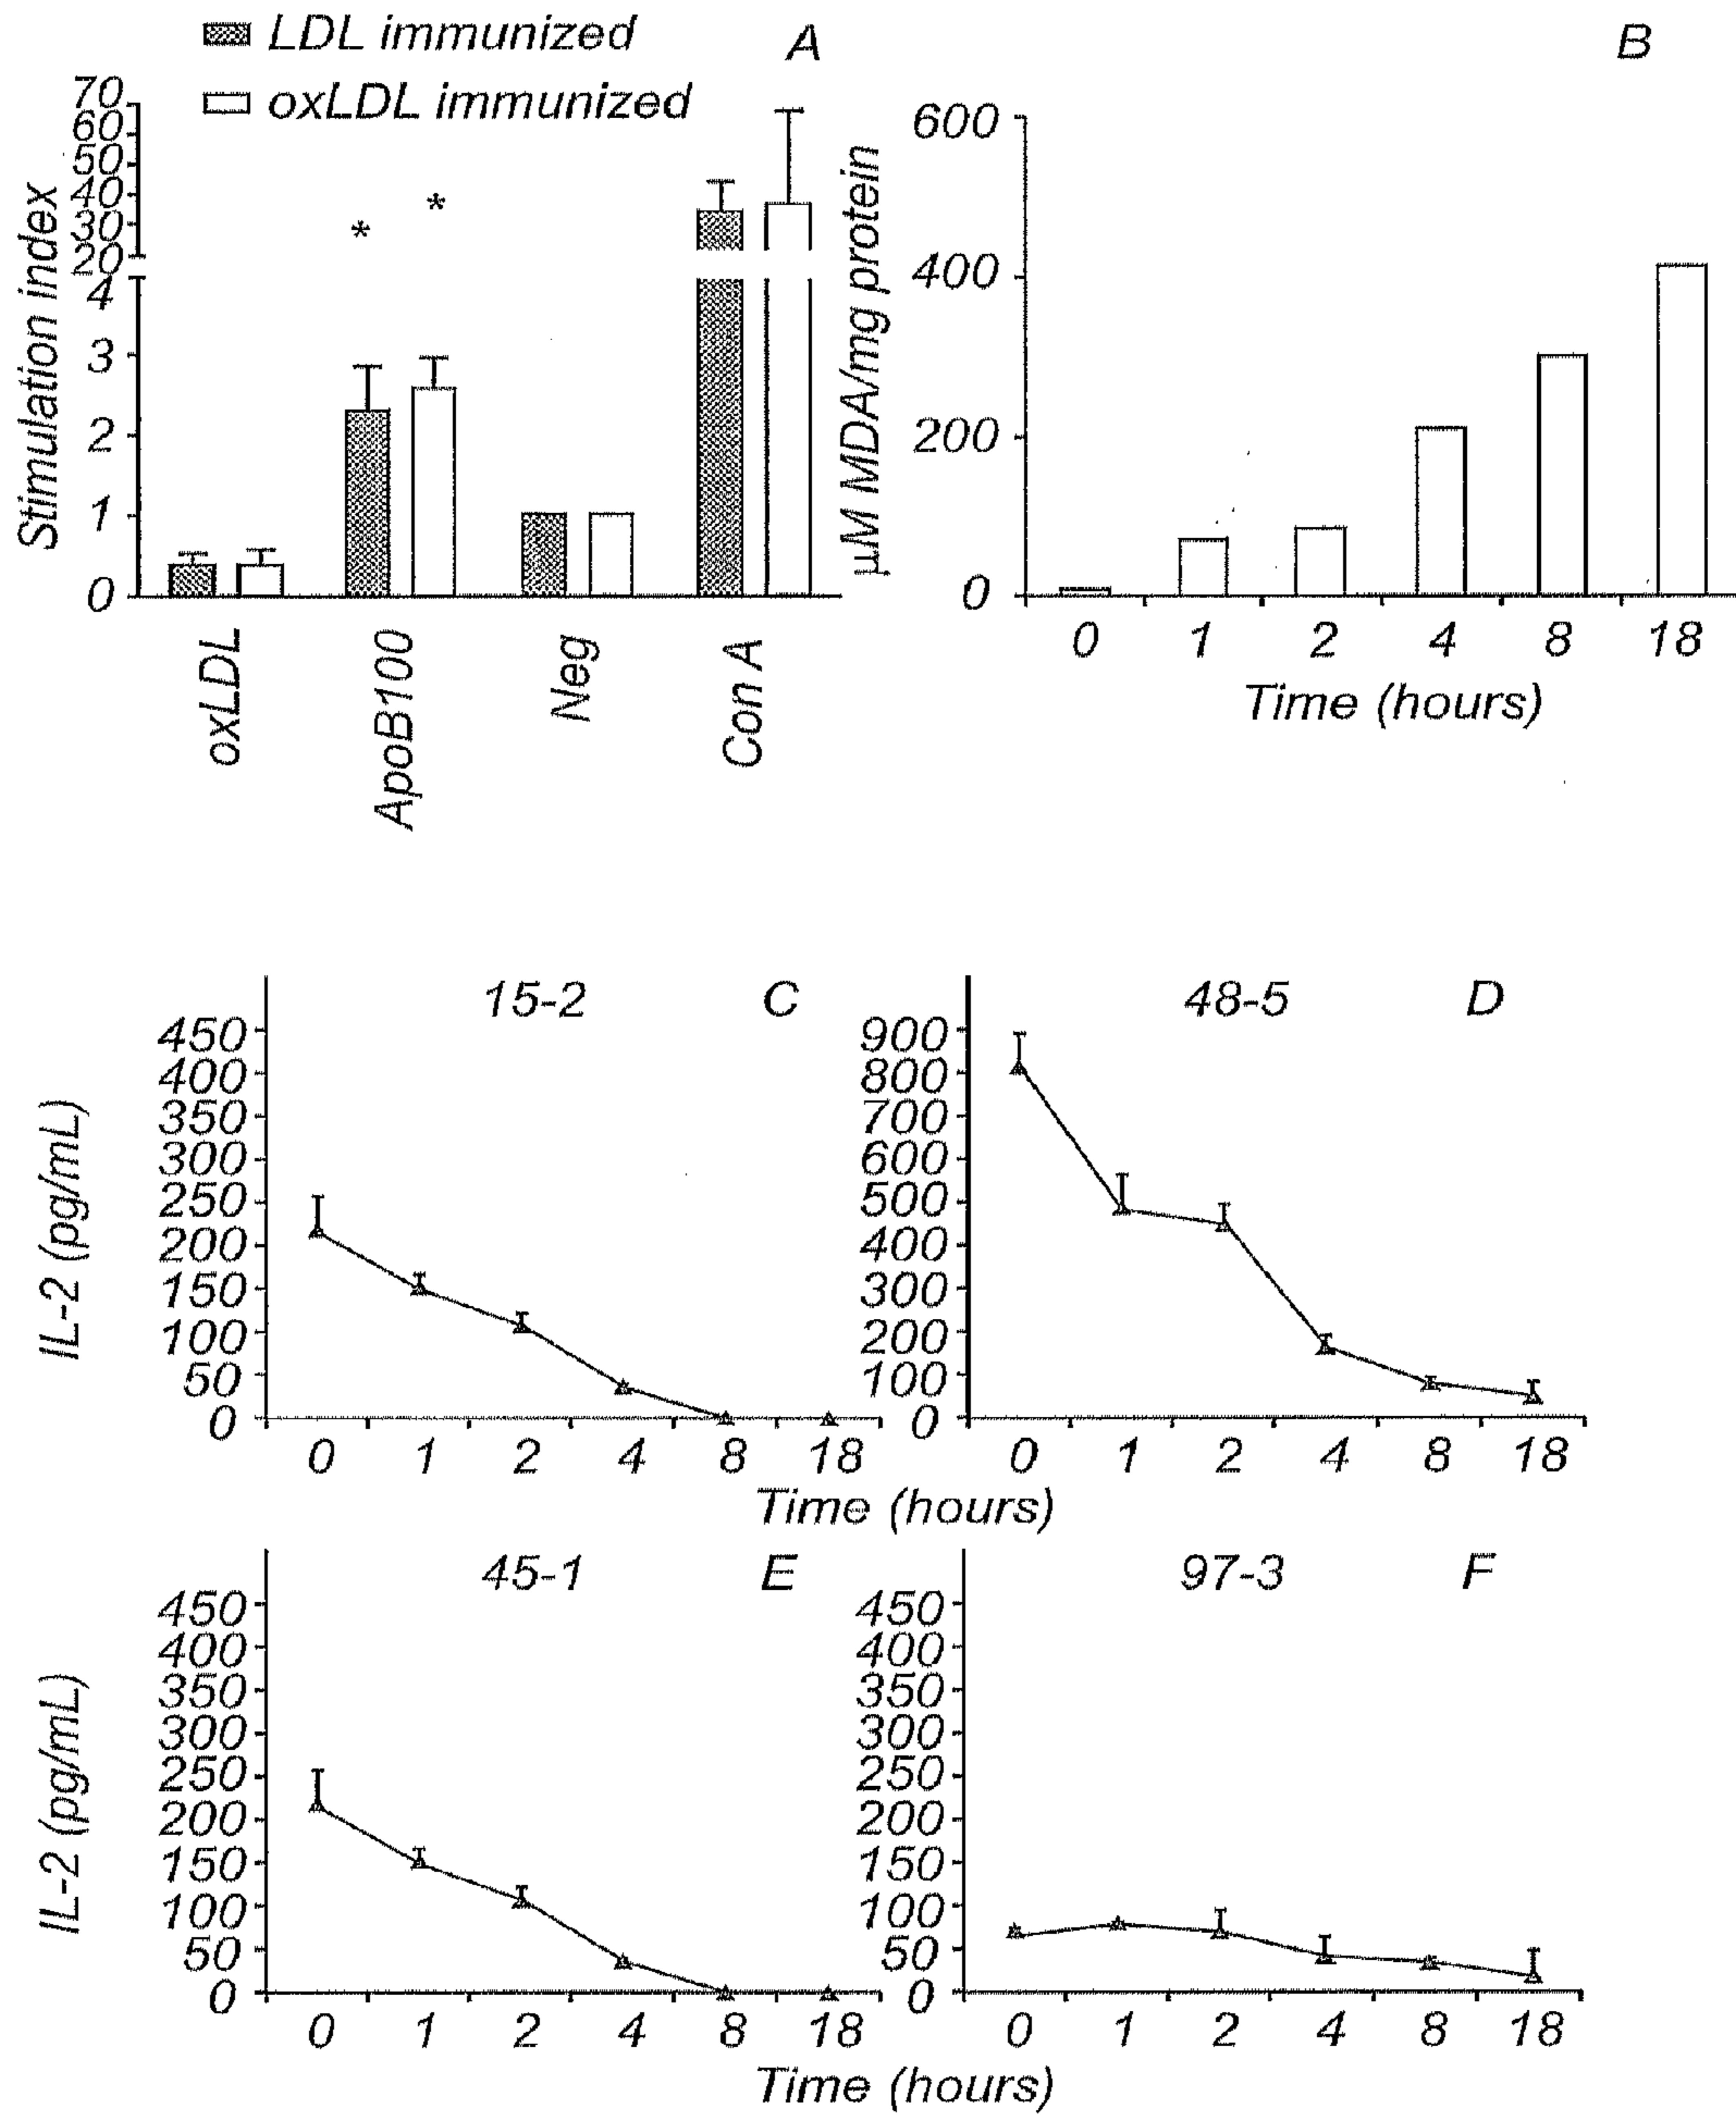 LDL immunized
oxLDL immunized
A
Stimulation index
70
60
50
40
30
20
4
3
2
1
0
*
*
oxLDL
ApoB100
Neg
Con A
B
µM MDA/mg protein
600
400
200
0
0 1 2 4 8 18
Time (hours)
15-2
C
IL-2 (pg/mL)
450
400
350
300
250
200
150
100
50
0
0 1 2 4 8 18
48-5
D
900
800
700
600
500
400
300
200
100
0
0 1 2 4 8 18
Time (hours)
45-1
E
IL-2 (pg/mL)
450
400
350
300
250
200
150
100
50
0
0 1 2 4 8 18
97-3
F
450
400
350
300
250
200
150
100
50
0
0 1 2 4 8 18
Time (hours)